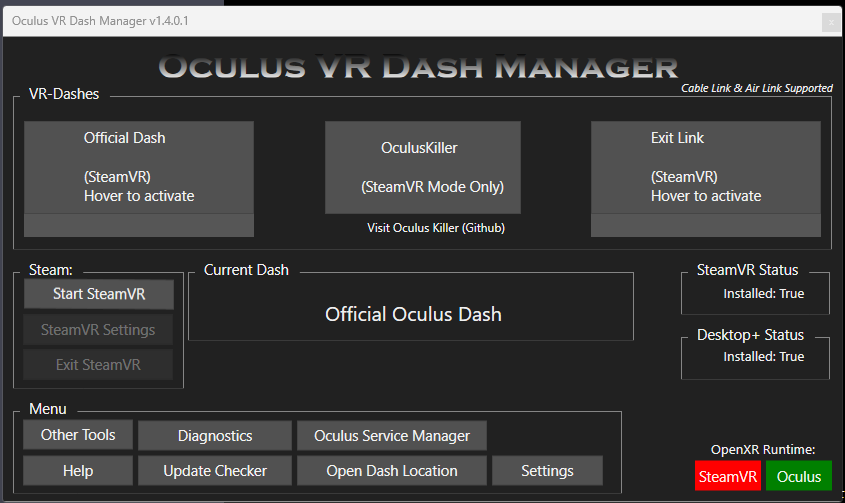 Oculus VR Dash Manager v1.4.0.1
x
Oculus VR Dash Manager
Cable Link & Air Link Supported
VR-Dashes
Official Dash
(SteamVR)
Hover to activate
OculusKiller
(SteamVR Mode Only)
Visit Oculus Killer (Github)
Exit Link
(SteamVR)
Hover to activate
Steam:
Start SteamVR
SteamVR Settings
Exit SteamVR
Current Dash
Official Oculus Dash
SteamVR Status
Installed: True
Desktop+ Status
Installed: True
Menu
Other Tools
Diagnostics
Oculus Service Manager
Help
Update Checker
Open Dash Location
Settings
OpenXR Runtime:
SteamVR
Oculus